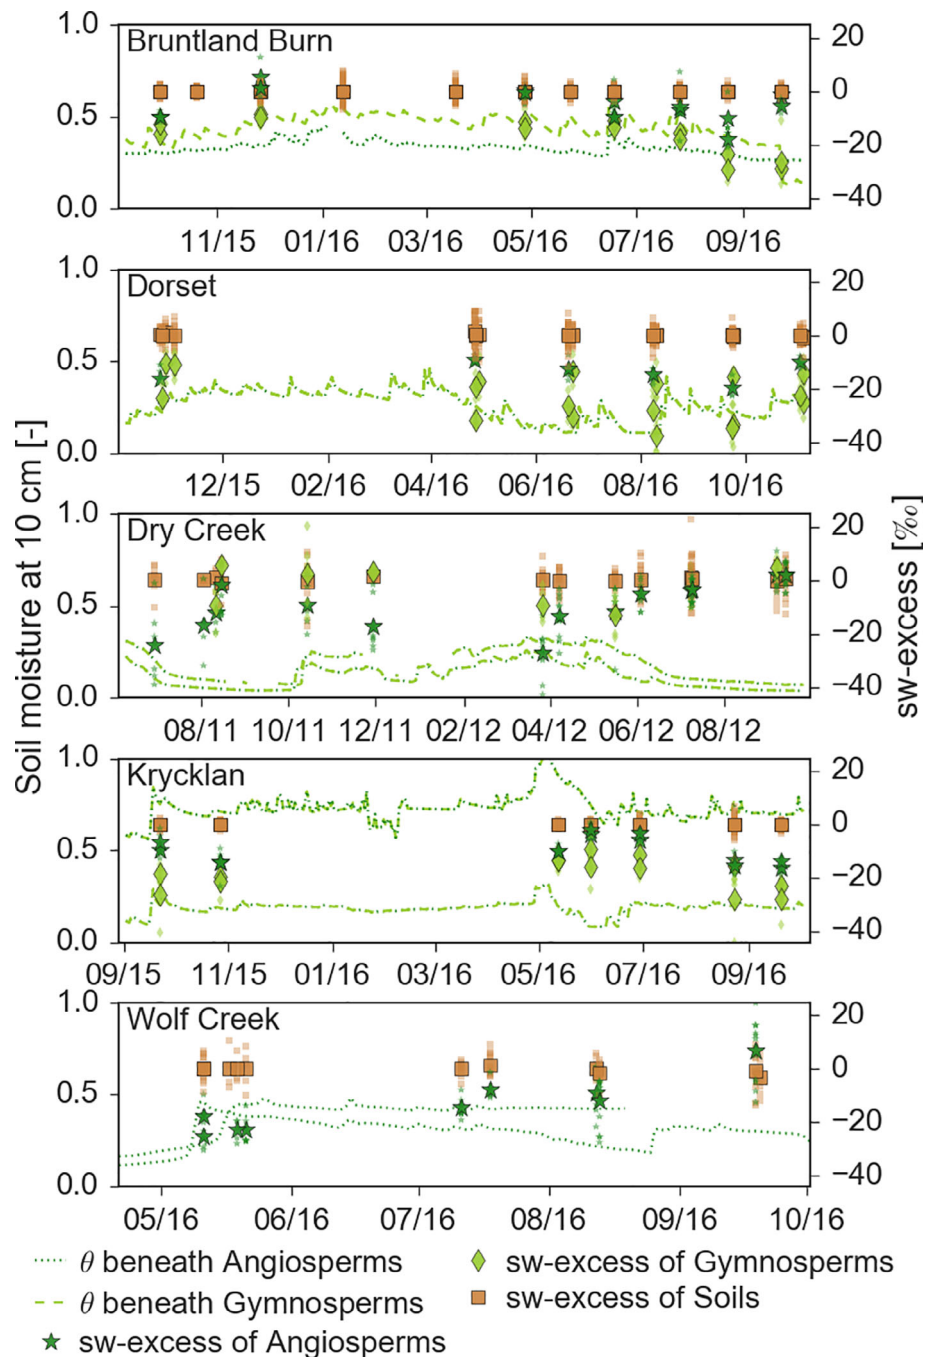 Soil moisture at 10 cm [-]
sw-excess [‰]
Bruntland Burn
1.0
0.5
0.0
20
0
−20
−40
11/15 01/16 03/16 05/16 07/16 09/16
Dorset
1.0
0.5
0.0
20
0
−20
−40
12/15 02/16 04/16 06/16 08/16 10/16
Dry Creek
1.0
0.5
0.0
20
0
−20
−40
08/11 10/11 12/11 02/12 04/12 06/12 08/12
Krycklan
1.0
0.5
0.0
20
0
−20
−40
09/15 11/15 01/16 03/16 05/16 07/16 09/16
Wolf Creek
1.0
0.5
0.0
20
0
−20
−40
05/16 06/16 07/16 08/16 09/16 10/16
θ beneath Angiosperms
θ beneath Gymnosperms
sw-excess of Angiosperms
sw-excess of Gymnosperms
sw-excess of Soils